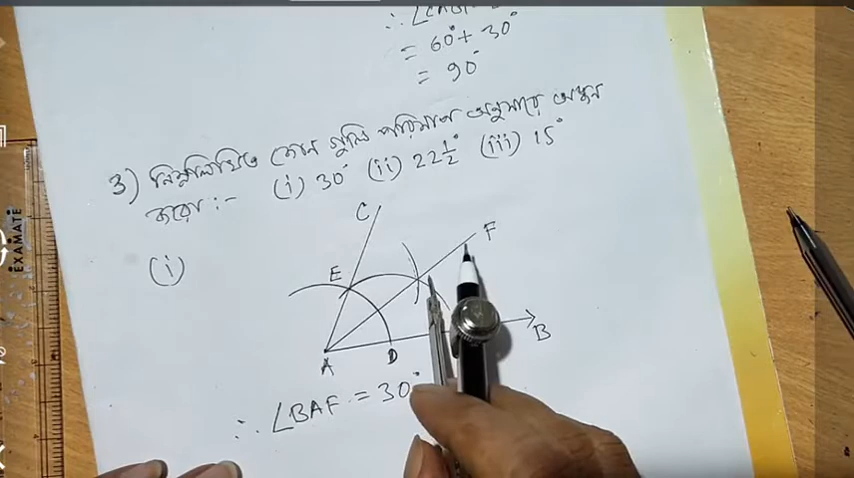 ∴ ∠CAD
= 60° + 30°
= 90°
3) নিম্নলিখিত কোন গুলি পরিমাপ অনুসারে অঙ্কন
করো :- (i) 30° (ii) 22½° (iii) 15°
(i)
C
F
E
B
A
D
∴ ∠BAF = 30°
EXAMATE